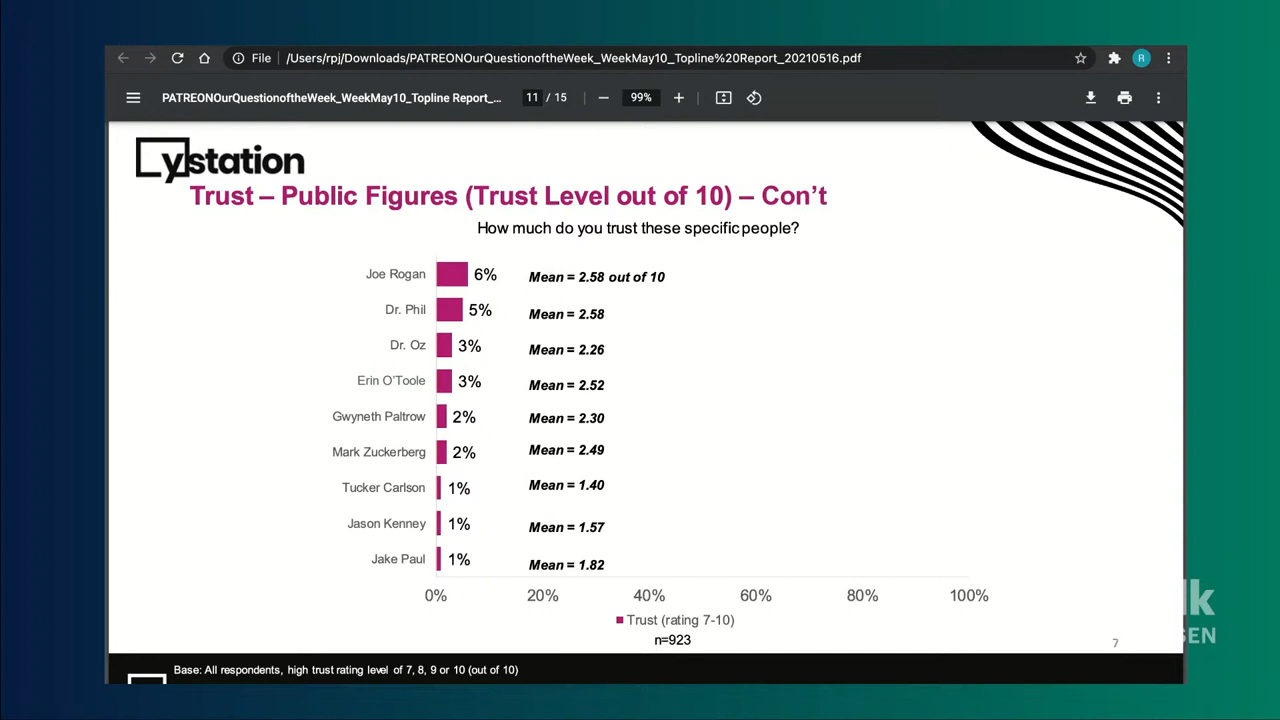 File /Users/rpj/Downloads/PATREONOurQuestionoftheWeek_WeekMay10_Topline%20Report_20210516.pdf
R
PATREONOurQuestionoftheWeek_WeekMay10_Topline Report_... 11 / 15 99%
ystation
Trust – Public Figures (Trust Level out of 10) – Con’t
How much do you trust these specific people?
Joe Rogan 6% Mean = 2.58 out of 10
Dr. Phil 5% Mean = 2.58
Dr. Oz 3% Mean = 2.26
Erin O’Toole 3% Mean = 2.52
Gwyneth Paltrow 2% Mean = 2.30
Mark Zuckerberg 2% Mean = 2.49
Tucker Carlson 1% Mean = 1.40
Jason Kenney 1% Mean = 1.57
Jake Paul 1% Mean = 1.82
0% 20% 40% 60% 80% 100%
Trust (rating 7-10)
n=923
7
lk
SEN
Base: All respondents, high trust rating level of 7, 8, 9 or 10 (out of 10)